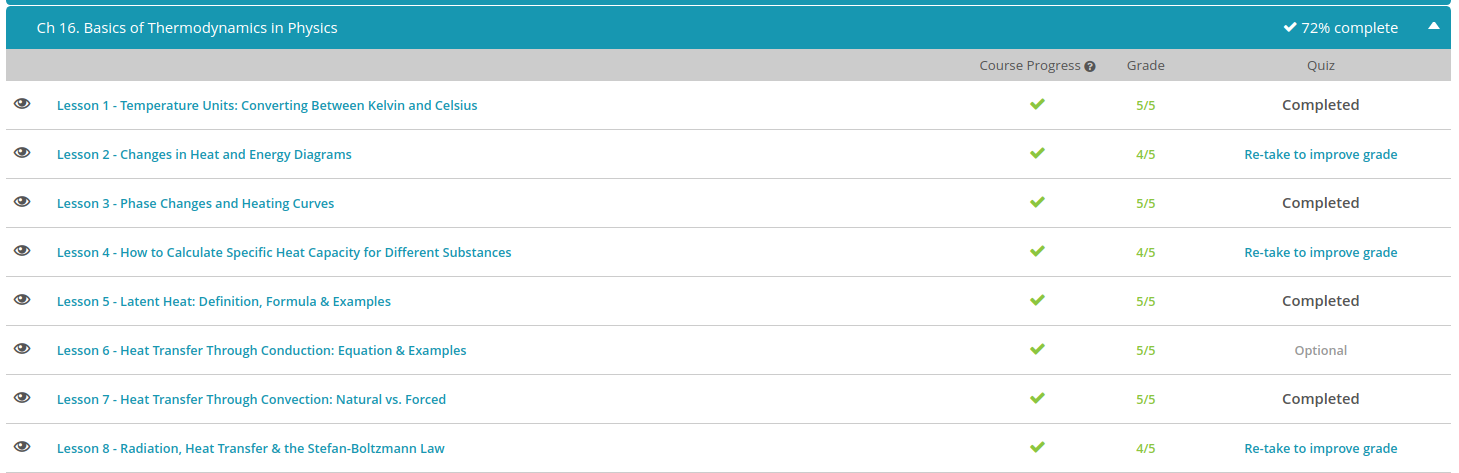 Ch 16. Basics of Thermodynamics in Physics 72% complete
Course Progress Grade Quiz
Lesson 1 - Temperature Units: Converting Between Kelvin and Celsius 5/5 Completed
Lesson 2 - Changes in Heat and Energy Diagrams 4/5 Re-take to improve grade
Lesson 3 - Phase Changes and Heating Curves 5/5 Completed
Lesson 4 - How to Calculate Specific Heat Capacity for Different Substances 4/5 Re-take to improve grade
Lesson 5 - Latent Heat: Definition, Formula & Examples 5/5 Completed
Lesson 6 - Heat Transfer Through Conduction: Equation & Examples 5/5 Optional
Lesson 7 - Heat Transfer Through Convection: Natural vs. Forced 5/5 Completed
Lesson 8 - Radiation, Heat Transfer & the Stefan-Boltzmann Law 4/5 Re-take to improve grade